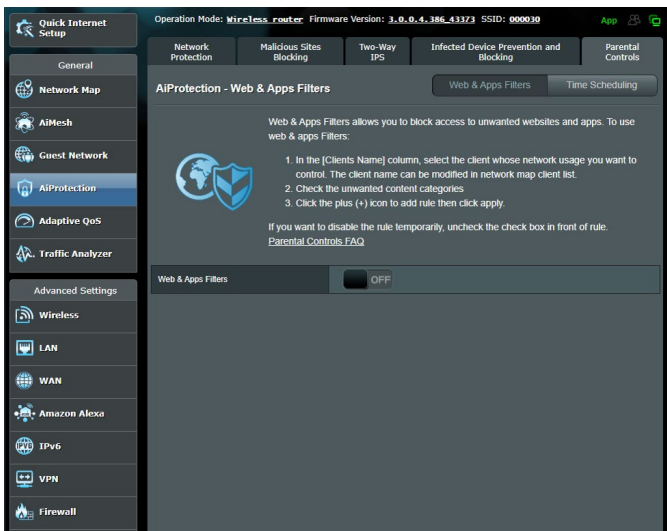 Quick Internet
Setup
Operation Mode: Wireless router Firmware Version: 3.0.0.4.386_43373 SSID: 000030
App
General
Network Map
AiMesh
Guest Network
AiProtection
Adaptive QoS
Traffic Analyzer
Advanced Settings
Wireless
LAN
WAN
Amazon Alexa
IPv6
VPN
Firewall
Network
Protection
Malicious Sites
Blocking
Two-Way
IPS
Infected Device Prevention and
Blocking
Parental
Controls
AiProtection - Web & Apps Filters
Web & Apps Filters
Time Scheduling
Web & Apps Filters allows you to block access to unwanted websites and apps. To use
web & apps Filters:
1. In the [Clients Name] column, select the client whose network usage you want to
control. The client name can be modified in network map client list.
2. Check the unwanted content categories
3. Click the plus (+) icon to add rule then click apply.
If you want to disable the rule temporarily, uncheck the check box in front of rule.
Parental Controls FAQ
Web & Apps Filters
OFF